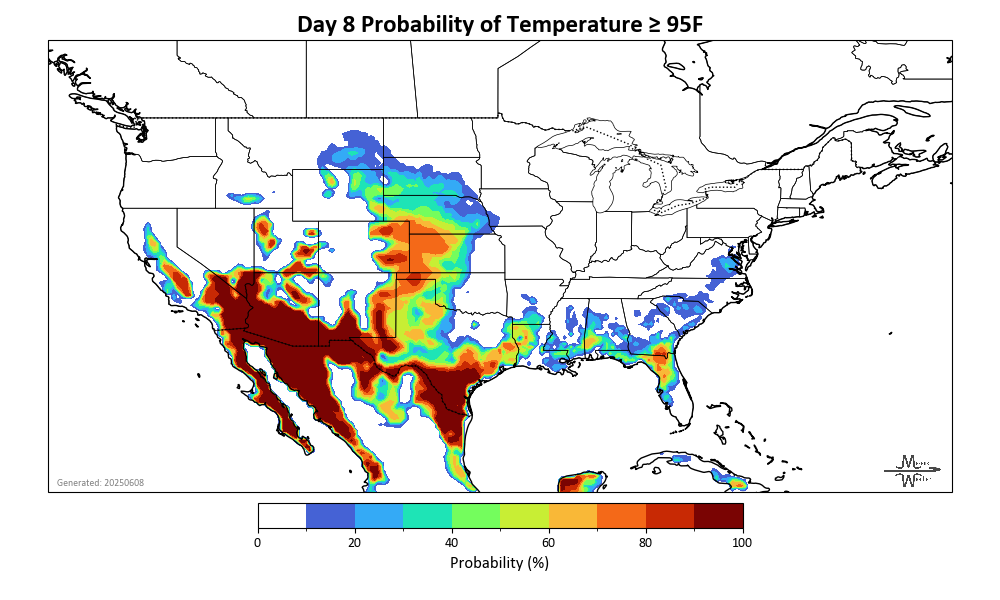 Day 8 Probability of Temperature ≥ 95F
Generated: 20250608
0 20 40 60 80 100
Probability (%)